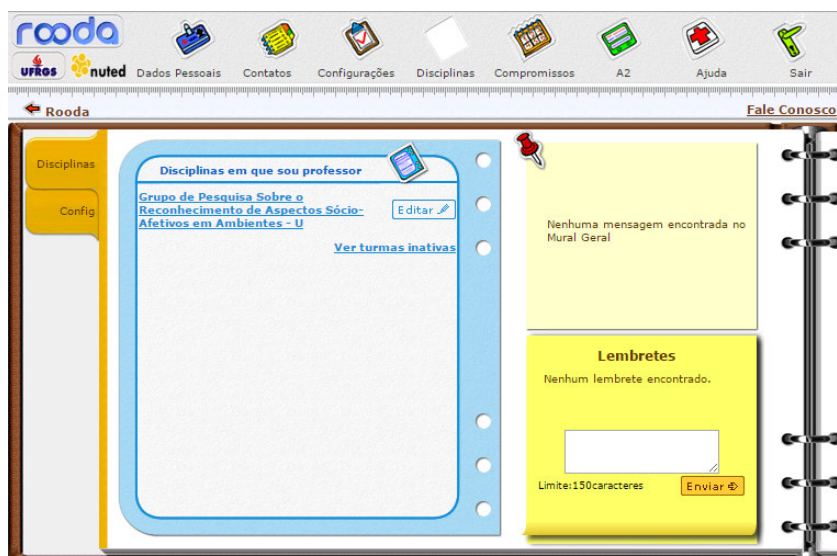 rooda
UFRGS nuted
Dados Pessoais Contatos Configurações Disciplinas Compromissos A2 Ajuda Sair
Rooda Fale Conosco
Disciplinas
Config
Disciplinas em que sou professor
Grupo de Pesquisa Sobre o
Reconhecimento de Aspectos Sócio-
Afetivos em Ambientes - U
Editar
Ver turmas inativas
Nenhuma mensagem encontrada no
Mural Geral
Lembretes
Nenhum lembrete encontrado.
Limite:150caracteres Enviar